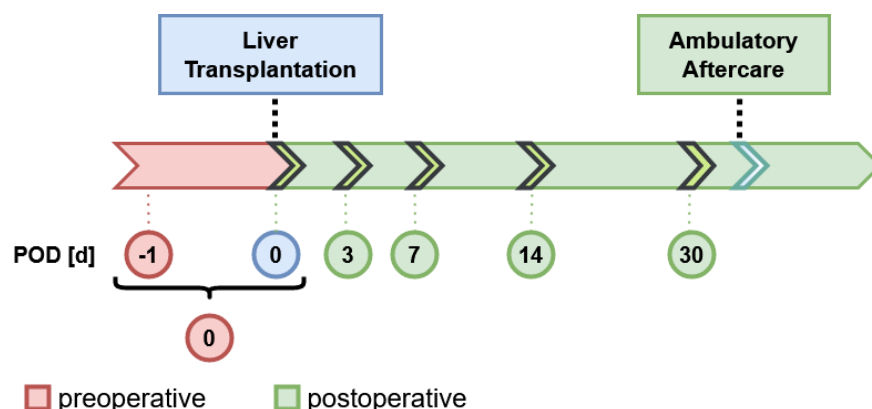 Liver
Transplantation
Ambulatory
Aftercare
POD [d]
-1
0
3
7
14
30
0
preoperative
postoperative